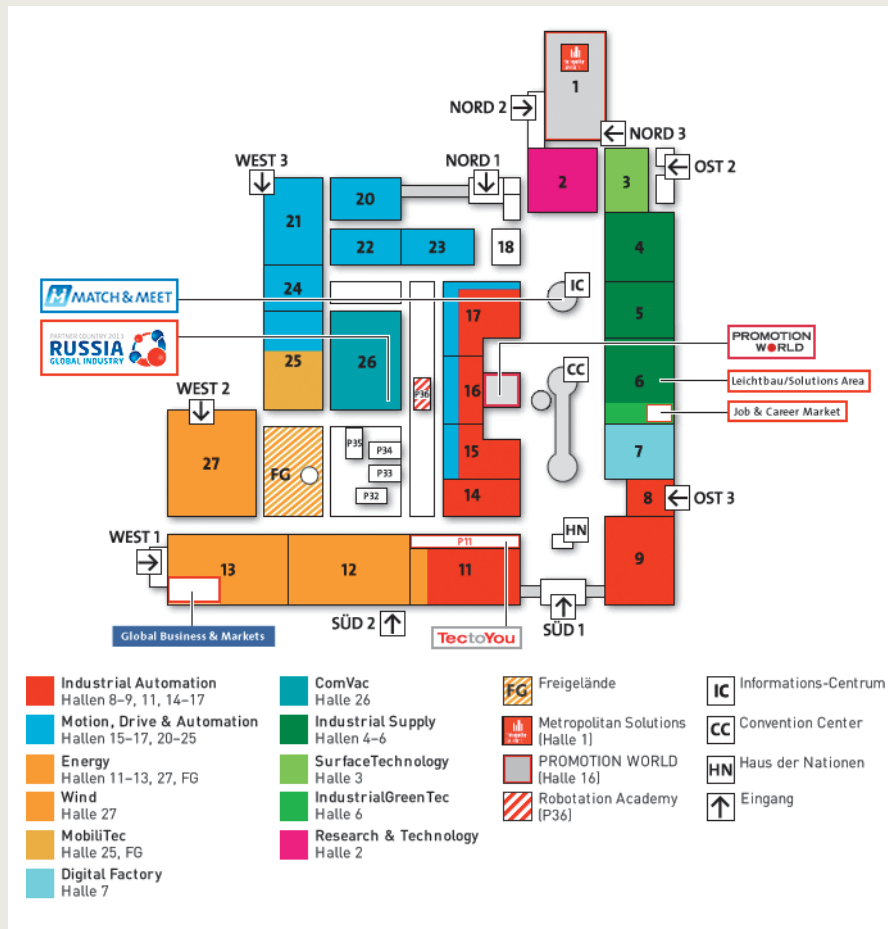 1
NORD 2
NORD 3
WEST 3
NORD 1
OST 2
2
3
20
21
18
22
23
4
24
IC
MATCH & MEET
17
5
PARTNER COUNTRY 2013
RUSSIA
GLOBAL INDUSTRY
PROMOTION
WORLD
25
26
CC
6
Leichtbau/Solutions Area
WEST 2
P36
16
Job & Career Market
27
P35
P34
15
7
FG
P33
P32
14
8
OST 3
WEST 1
HN
P11
13
12
11
9
Global Business & Markets
SÜD 2
TectoYou
SÜD 1
Industrial Automation
Hallen 8–9, 11, 14–17
Motion, Drive & Automation
Hallen 15–17, 20–25
Energy
Hallen 11–13, 27, FG
Wind
Halle 27
MobiliTec
Halle 25, FG
Digital Factory
Halle 7
ComVac
Halle 26
Industrial Supply
Hallen 4–6
SurfaceTechnology
Halle 3
IndustrialGreenTec
Halle 6
Research & Technology
Halle 2
FG Freigelände
Metropolitan Solutions
(Halle 1)
PROMOTION WORLD
(Halle 16)
Robotation Academy
(P36)
IC Informations-Centrum
CC Convention Center
HN Haus der Nationen
Eingang